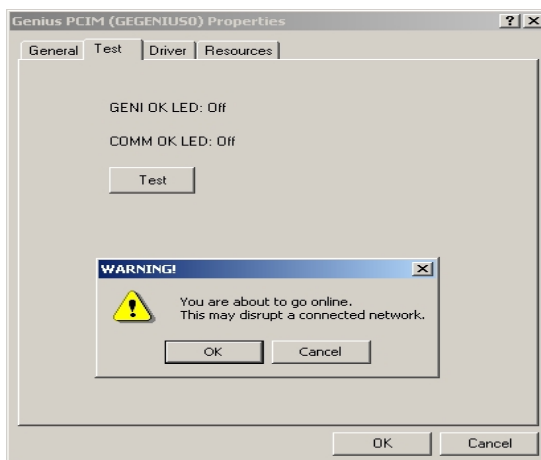 Genius PCIM (GEGENIUS0) Properties
General Test Driver Resources
GENI OK LED: Off
COMM OK LED: Off
Test
WARNING!
You are about to go online.
This may disrupt a connected network.
OK Cancel
OK Cancel